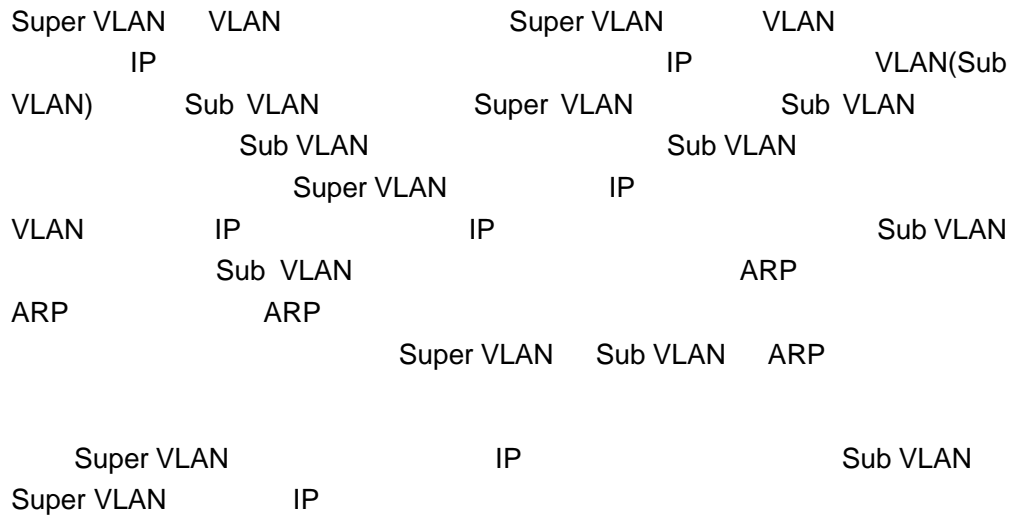 Super VLAN VLAN Super VLAN VLAN
IP IP VLAN(Sub
VLAN) Sub VLAN Super VLAN Sub VLAN
Sub VLAN Sub VLAN
Super VLAN IP
VLAN IP IP Sub VLAN
Sub VLAN ARP
ARP ARP
Super VLAN Sub VLAN ARP
Super VLAN IP Sub VLAN
Super VLAN IP